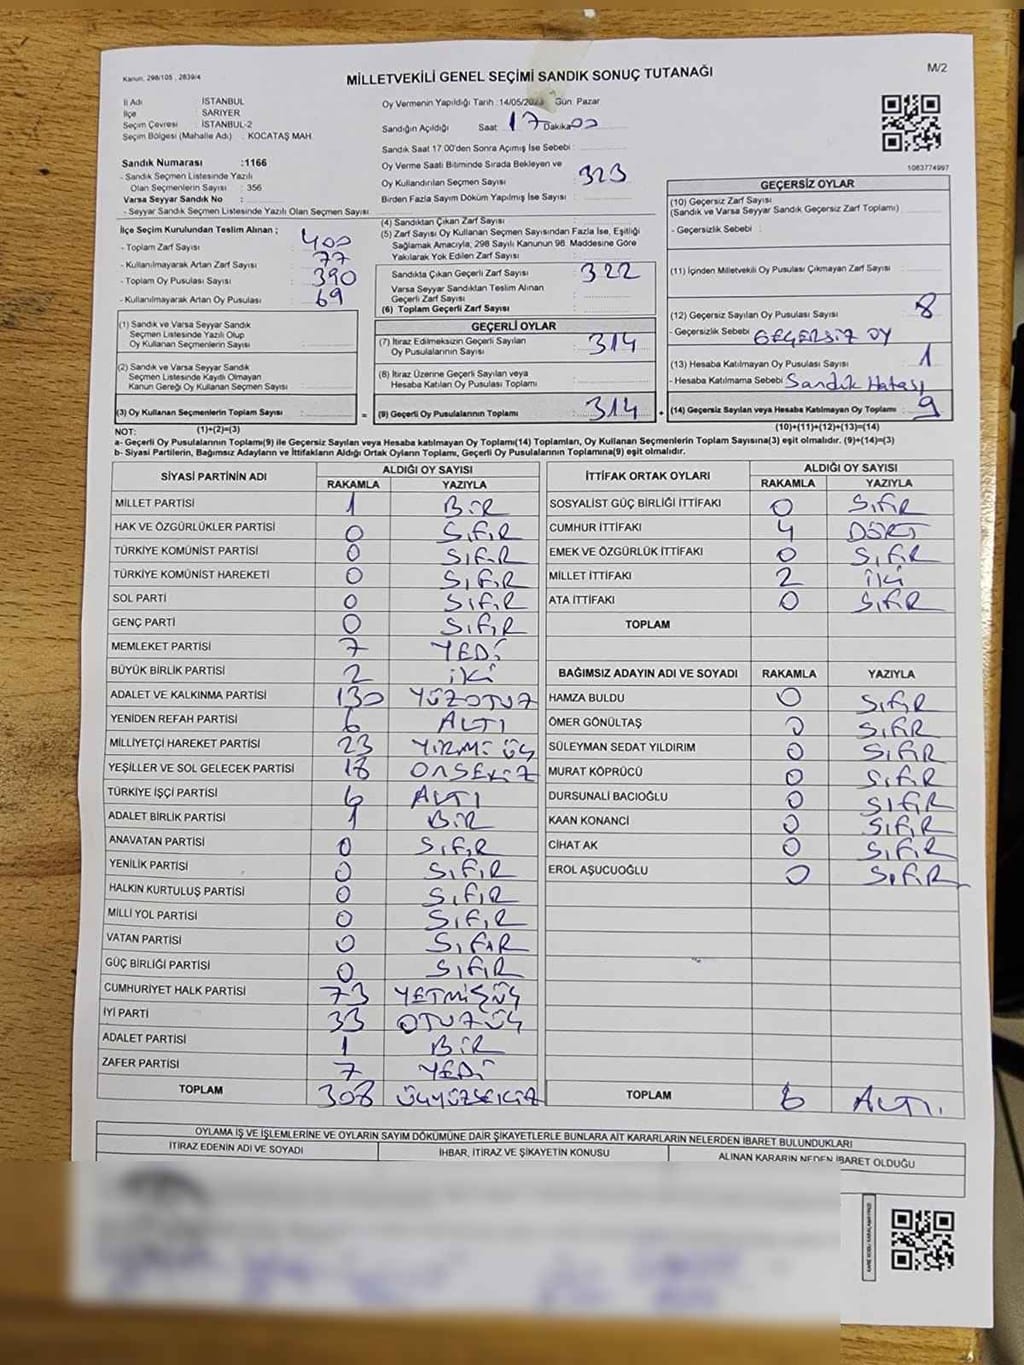 Kanun, 298/105 , 2839/4
MİLLETVEKİLİ GENEL SEÇİMİ SANDIK SONUÇ TUTANAĞI
M/2
İl Adı : İSTANBUL
İlçe : SARIYER
Seçim Çevresi : İSTANBUL-2
Seçim Bölgesi (Mahalle Adı) : KOCATAŞ MAH.
Sandık Numarası :1166
- Sandık Seçmen Listesinde Yazılı
Olan Seçmenlerin Sayısı : 356
Varsa Seyyar Sandık No :
- Seyyar Sandık Seçmen Listesinde Yazılı Olan Seçmen Sayısı
Oy Vermenin Yapıldığı Tarih :14/05/2023 Gün Pazar
Sandığın Açıldığı Saat 17 Dakika 00
Sandık Saat 17:00'den Sonra Açımış İse Sebebi :
Oy Verme Saati Bitiminde Sırada Bekleyen ve
Oy Kullandırılan Seçmen Sayısı : 323
Birden Fazla Sayım Döküm Yapılmış İse Sayısı :
1083774997
İlçe Seçim Kurulundan Teslim Alınan ;
- Toplam Zarf Sayısı : 400
- Kullanılmayarak Artan Zarf Sayısı : 77
- Toplam Oy Pusulası Sayısı : 390
- Kullanılmayarak Artan Oy Pusulası : 69
(4) Sandıktan Çıkan Zarf Sayısı :
(5) Zarf Sayısı Oy Kullanan Seçmen Sayısından Fazla İse, Eşitliği
Sağlamak Amacıyla, 298 Sayılı Kanunun 98. Maddesine Göre
Yakılarak Yok Edilen Zarf Sayısı :
Sandıkta Çıkan Geçerli Zarf Sayısı : 322
Varsa Seyyar Sandıktan Teslim Alınan
Geçerli Zarf Sayısı :
(6) Toplam Geçerli Zarf Sayısı :
GEÇERSİZ OYLAR
(10) Geçersiz Zarf Sayısı
(Sandık ve Varsa Seyyar Sandık Geçersiz Zarf Toplamı) :
- Geçersizlik Sebebi :
(11) İçinden Milletvekili Oy Pusulası Çıkmayan Zarf Sayısı :
(12) Geçersiz Sayılan Oy Pusulası Sayısı : 8
- Geçersizlik Sebebi GEÇERSİZ OY
(13) Hesaba Katılmayan Oy Pusulası Sayısı : 1
- Hesaba Katılmama Sebebi Sandık Hatası
(14) Geçersiz Sayılan veya Hesaba Katılmayan Oy Toplamı : 9
(10)+(11)+(12)+(13)=(14)
(1) Sandık ve Varsa Seyyar Sandık
Seçmen Listesinde Yazılı Olup
Oy Kullanan Seçmenlerin Sayısı :
(2) Sandık ve Varsa Seyyar Sandık
Seçmen Listesinde Kayıtlı Olmayan
Kanun Gereği Oy Kullanan Seçmen Sayısı :
(3) Oy Kullanan Seçmenlerin Toplam Sayısı :
(1)+(2)=(3)
GEÇERLİ OYLAR
(7) İtiraz Edilmeksizin Geçerli Sayılan
Oy Pusulalarının Sayısı : 314
(8) İtiraz Üzerine Geçerli Sayılan veya
Hesaba Katılan Oy Pusulası Toplamı :
= (9) Geçerli Oy Pusulalarının Toplamı : 314 +
NOT:
a- Geçerli Oy Pusulalarının Toplamı(9) ile Geçersiz Sayılan veya Hesaba katılmayan Oy Toplamı(14) Toplamları, Oy Kullanan Seçmenlerin Toplam Sayısına(3) eşit olmalıdır. (9)+(14)=(3)
b- Siyasi Partilerin, Bağımsız Adayların ve İttifakların Aldığı Ortak Oyların Toplamı, Geçerli Oy Pusulalarının Toplamına(9) eşit olmalıdır.
SİYASİ PARTİNİN ADI ALDIĞI OY SAYISI
RAKAMLA YAZIYLA
MİLLET PARTİSİ 1 BİR
HAK VE ÖZGÜRLÜKLER PARTİSİ 0 SIFIR
TÜRKİYE KOMÜNİST PARTİSİ 0 SIFIR
TÜRKİYE KOMÜNİST HAREKETİ 0 SIFIR
SOL PARTİ 0 SIFIR
GENÇ PARTİ 0 SIFIR
MEMLEKET PARTİSİ 7 YEDİ
BÜYÜK BİRLİK PARTİSİ 2 İKİ
ADALET VE KALKINMA PARTİSİ 130 YÜZOTUZ
YENİDEN REFAH PARTİSİ 6 ALTI
MİLLİYETÇİ HAREKET PARTİSİ 23 YİRMİ ÜÇ
YEŞİLLER VE SOL GELECEK PARTİSİ 18 ONSEKİZ
TÜRKİYE İŞÇİ PARTİSİ 6 ALTI
ADALET BİRLİK PARTİSİ 1 BİR
ANAVATAN PARTİSİ 0 SIFIR
YENİLİK PARTİSİ 0 SIFIR
HALKIN KURTULUŞ PARTİSİ 0 SIFIR
MİLLİ YOL PARTİSİ 0 SIFIR
VATAN PARTİSİ 0 SIFIR
GÜÇ BİRLİĞİ PARTİSİ 0 SIFIR
CUMHURİYET HALK PARTİSİ 73 YETMİŞÜÇ
İYİ PARTİ 33 OTUZÜÇ
ADALET PARTİSİ 1 BİR
ZAFER PARTİSİ 7 YEDİ
TOPLAM 308 ÜÇYÜZSEKİZ
İTTİFAK ORTAK OYLARI ALDIĞI OY SAYISI
RAKAMLA YAZIYLA
SOSYALİST GÜÇ BİRLİĞİ İTTİFAKI 0 SIFIR
CUMHUR İTTİFAKI 4 DÖRT
EMEK VE ÖZGÜRLÜK İTTİFAKI 0 SIFIR
MİLLET İTTİFAKI 2 İKİ
ATA İTTİFAKI 0 SIFIR
TOPLAM
BAĞIMSIZ ADAYIN ADI VE SOYADI RAKAMLA YAZIYLA
HAMZA BULDU 0 SIFIR
ÖMER GÖNÜLTAŞ 0 SIFIR
SÜLEYMAN SEDAT YILDIRIM 0 SIFIR
MURAT KÖPRÜCÜ 0 SIFIR
DURSUNALİ BACIOĞLU 0 SIFIR
KAAN KONANCİ 0 SIFIR
CİHAT AK 0 SIFIR
EROL AŞUCUOĞLU 0 SIFIR
TOPLAM 6 ALTI.
OYLAMA İŞ VE İŞLEMLERİNE VE OYLARIN SAYIM DÖKÜMÜNE DAİR ŞİKAYETLERLE BUNLARA AİT KARARLARIN NELERDEN İBARET BULUNDUKLARI
İTİRAZ EDENİN ADI VE SOYADI İHBAR, İTİRAZ VE ŞİKAYETİN KONUSU ALINAN KARARIN NEDEN İBARET OLDUĞU